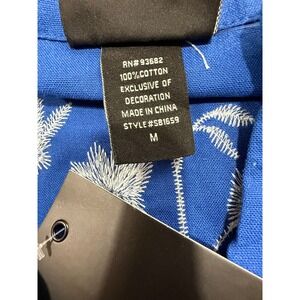 RN#93682
100%COTTON
EXCLUSIVE OF
DECORATION
MADE IN CHINA
STYLE#SB1659
M